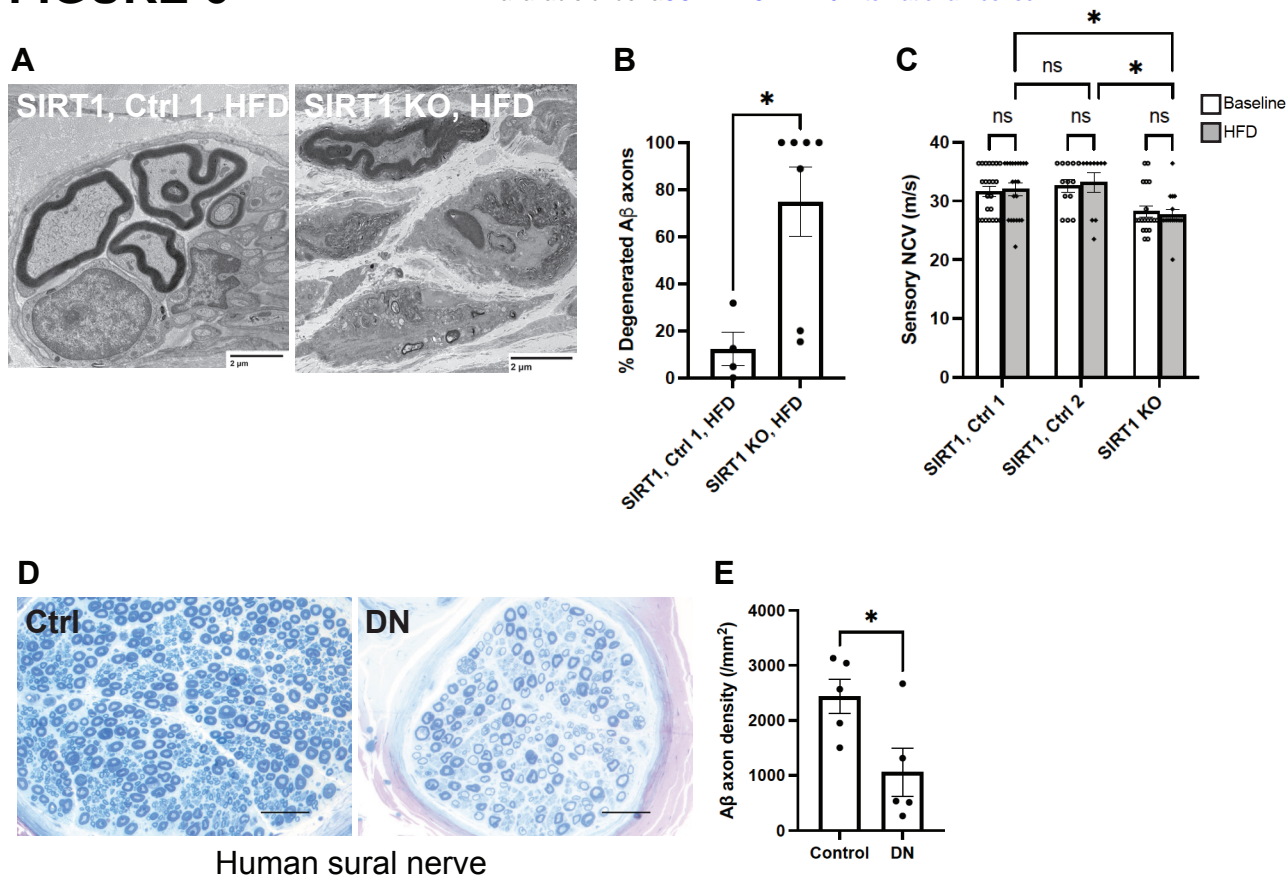 A
SIRT1, Ctrl 1, HFD
SIRT1 KO, HFD
2 µm
2 µm
B
*
% Degenerated Aβ axons
100
80
60
40
20
0
SIRT1, Ctrl 1, HFD
SIRT1 KO, HFD
C
*
ns
*
ns
ns
ns
Baseline
HFD
Sensory NCV (m/s)
40
30
20
10
0
SIRT1, Ctrl 1
SIRT1, Ctrl 2
SIRT1 KO
D
Ctrl
DN
Human sural nerve
E
*
Aβ axon density (/mm²)
4000
3000
2000
1000
0
Control
DN